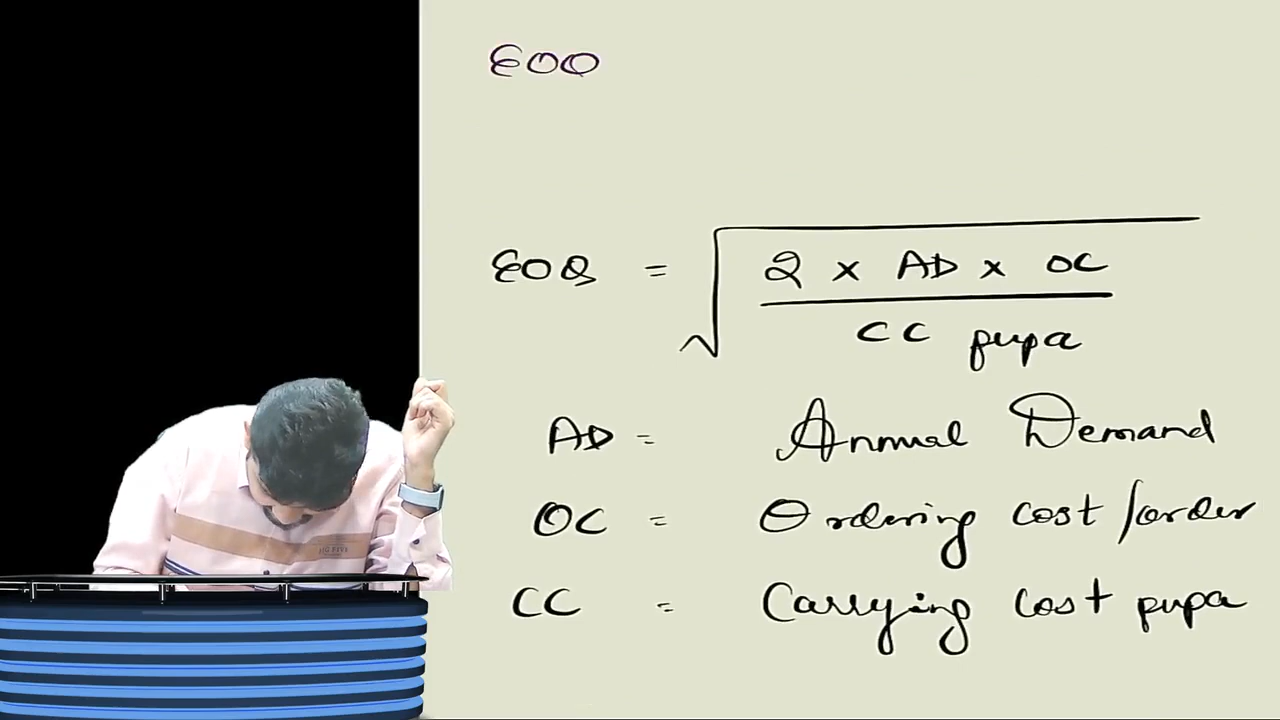 EOQ
EOQ = √ 2 × AD × OC
CC pupa
AD = Annual Demand
OC = Ordering cost/order
CC = Carrying cost pupa